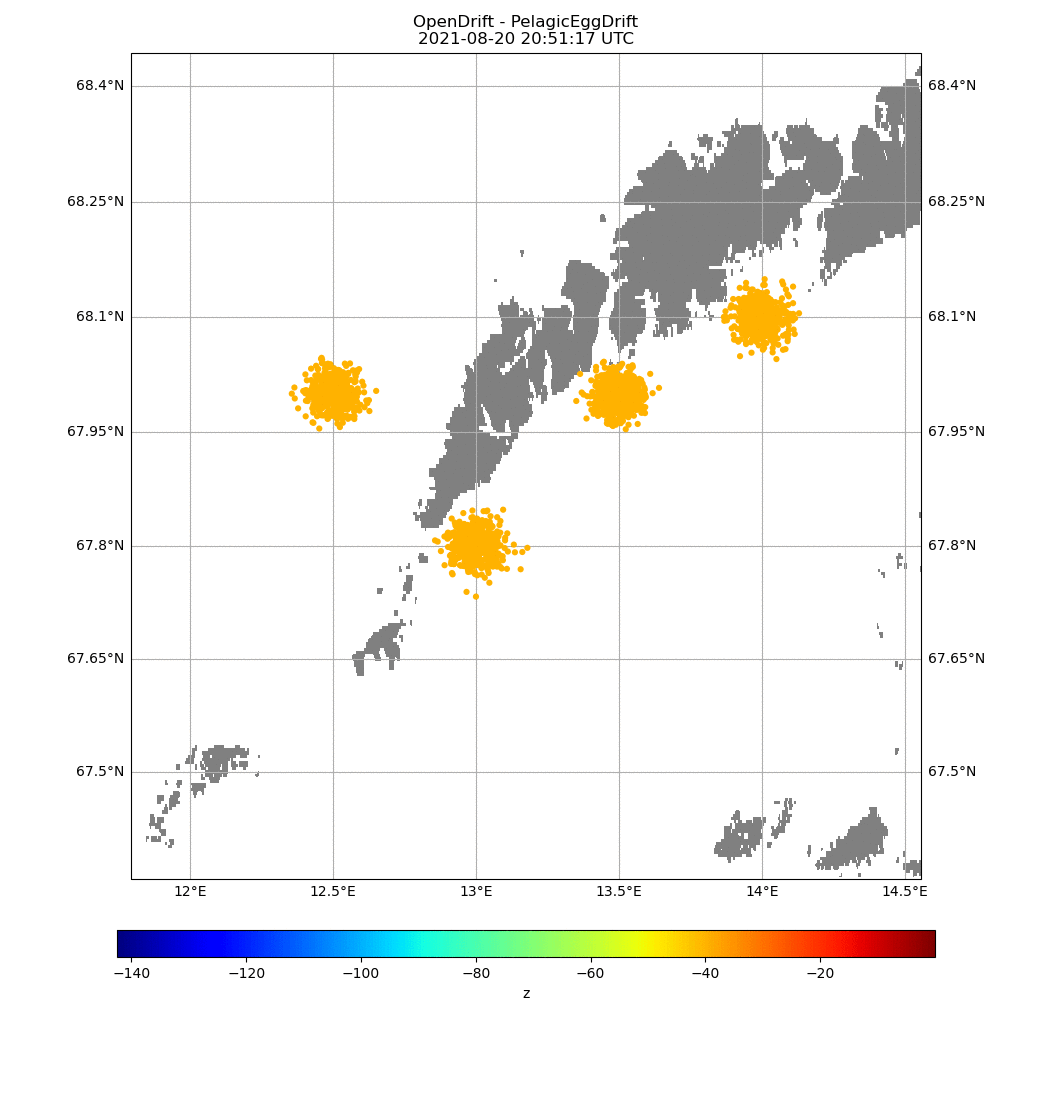 OpenDrift - PelagicEggDrift
2021-08-20 20:51:17 UTC
68.4°N 68.4°N
68.25°N 68.25°N
68.1°N 68.1°N
67.95°N 67.95°N
67.8°N 67.8°N
67.65°N 67.65°N
67.5°N 67.5°N
12°E 12.5°E 13°E 13.5°E 14°E 14.5°E
−140 −120 −100 −80 −60 −40 −20
z